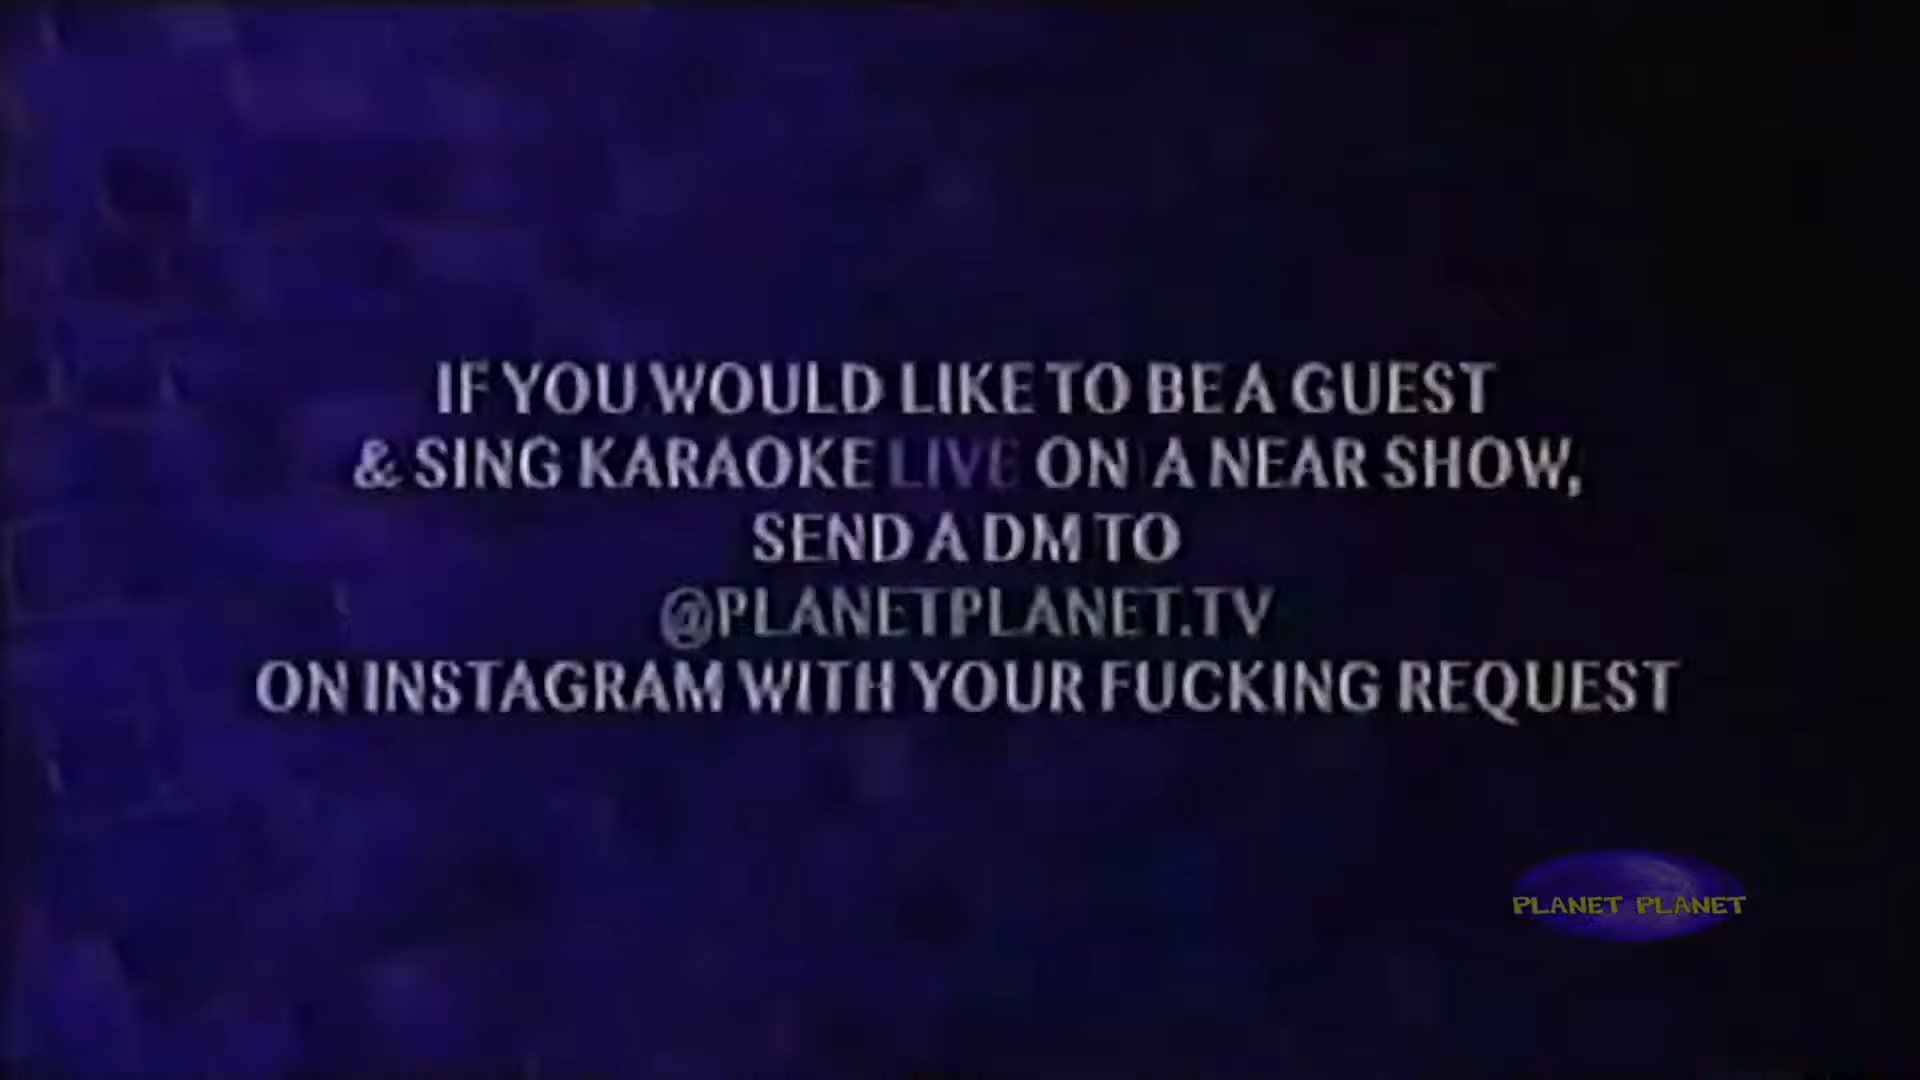 IF YOU WOULD LIKE TO BE A GUEST
& SING KARAOKE LIVE ON A NEAR SHOW,
SEND A DM TO
@PLANETPLANET.TV
ON INSTAGRAM WITH YOUR FUCKING REQUEST
PLANET PLANET